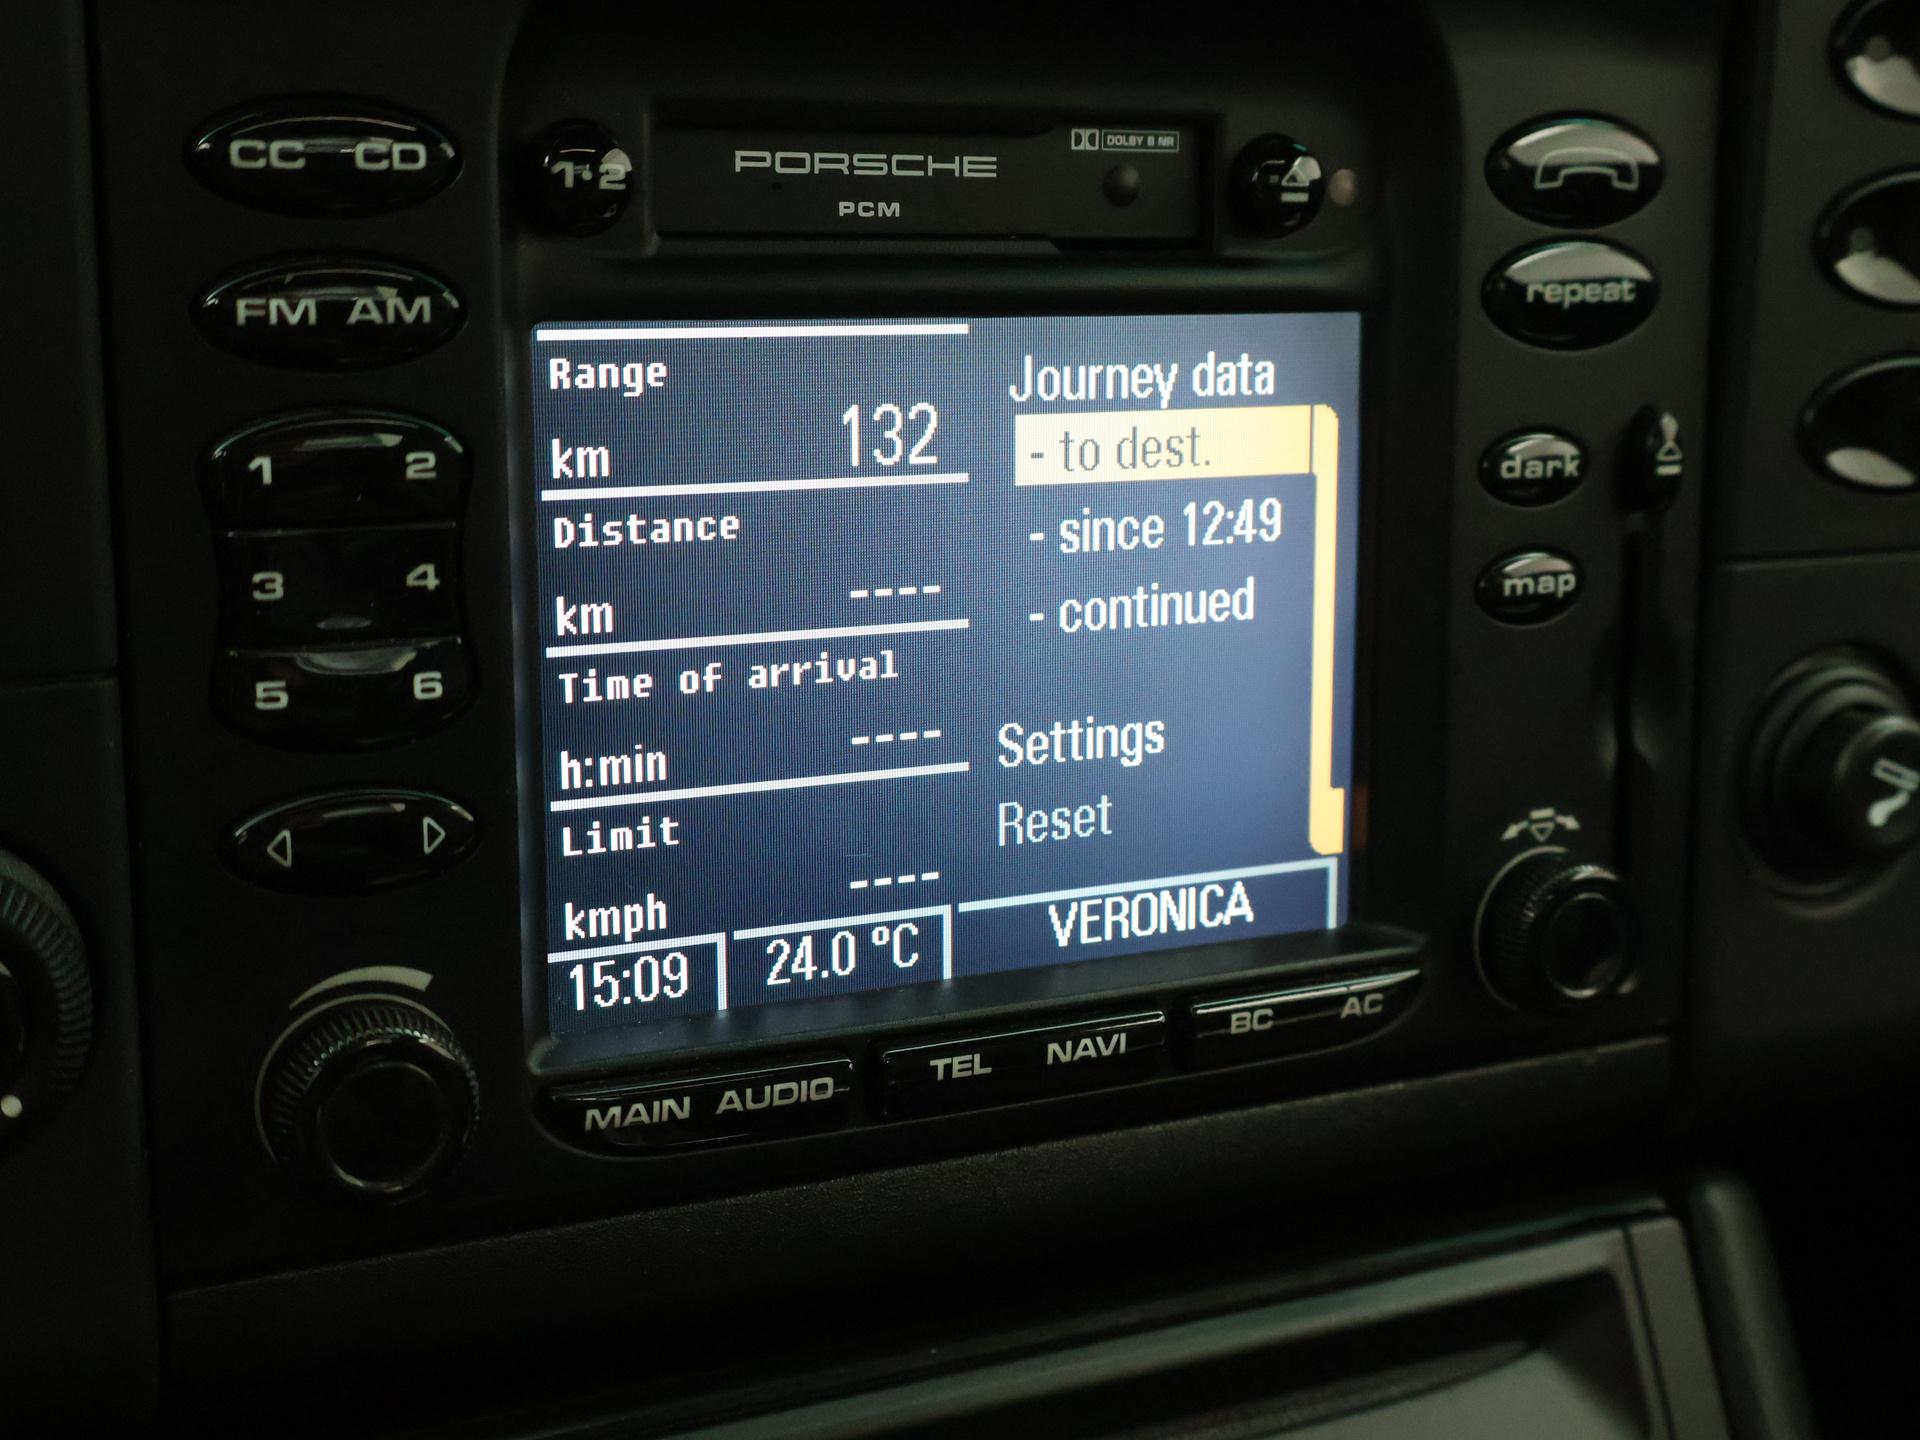 CC CD
1•2
PORSCHE
PCM
DOLBY B NR
FM AM
repeat
1 2
3 4
5 6
dark
map
Range
km 132
Distance
km ----
Time of arrival
h:min ----
Limit
kmph ----
Journey data
- to dest.
- since 12:49
- continued
Settings
Reset
15:09
24.0 °C
VERONICA
MAIN AUDIO
TEL NAVI
BC AC